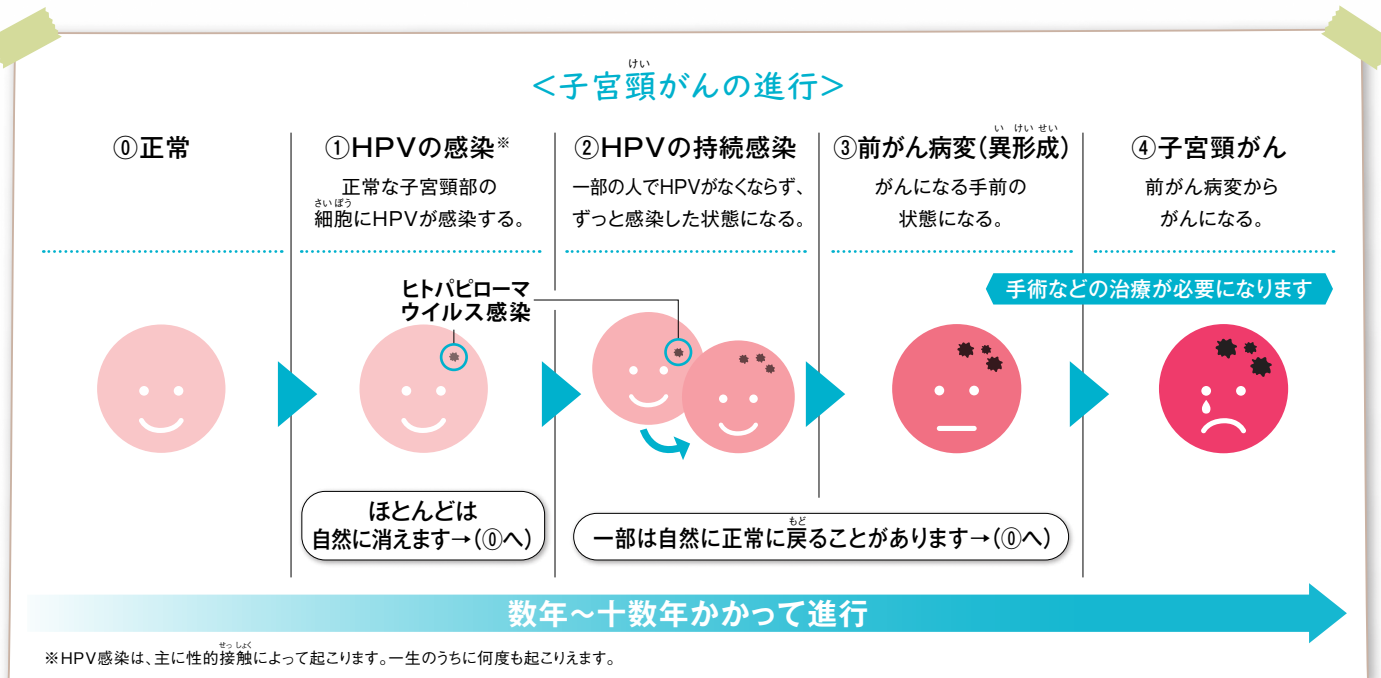 けい
<子宮頸がんの進行>
⓪正常
①HPVの感染※
正常な子宮頸部の
さいぼう
細胞にHPVが感染する。
②HPVの持続感染
一部の人でHPVがなくならず、
ずっと感染した状態になる。
い けい せい
③前がん病変(異形成)
がんになる手前の
状態になる。
④子宮頸がん
前がん病変から
がんになる。
手術などの治療が必要になります
ヒトパピローマ
ウイルス感染
ほとんどは
自然に消えます→(⓪へ)
もど
一部は自然に正常に戻ることがあります→(⓪へ)
数年～十数年かかって進行
せっしょく
※HPV感染は、主に性的接触によって起こります。一生のうちに何度も起こりえます。